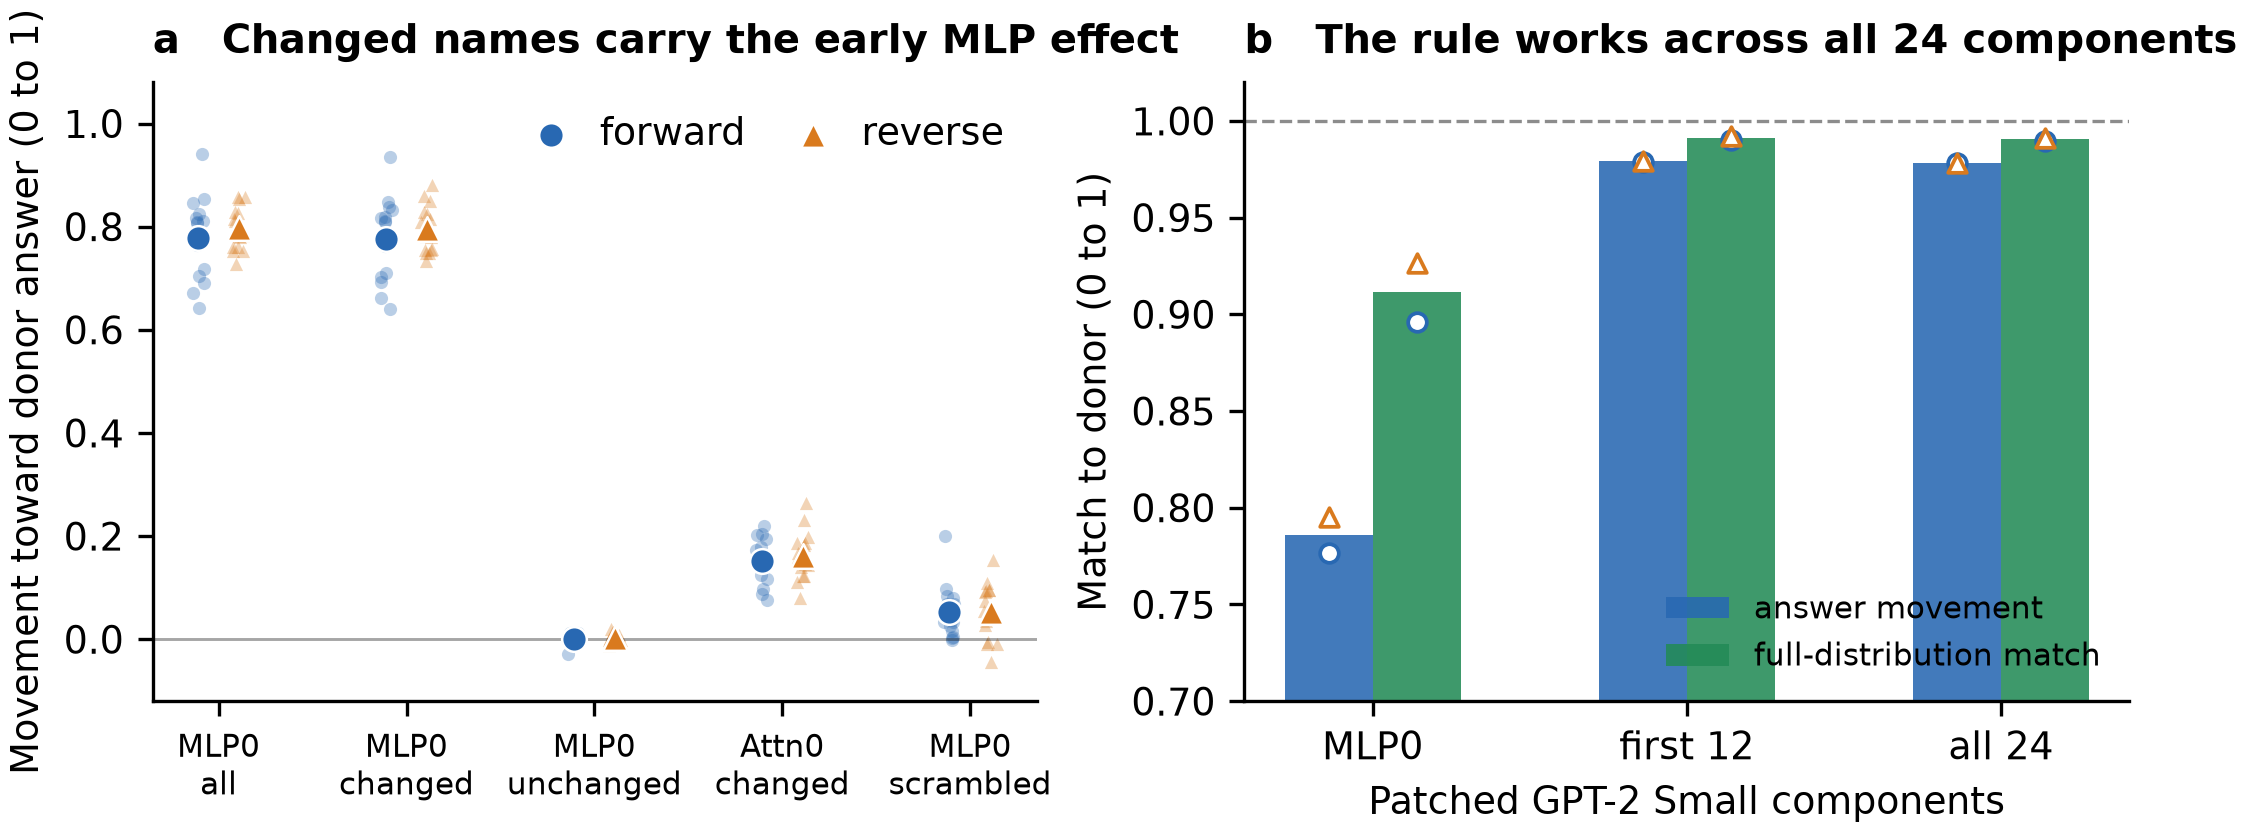 a Changed names carry the early MLP effect
Movement toward donor answer (0 to 1)
1.0
0.8
0.6
0.4
0.2
0.0
forward
reverse
MLP0
all
MLP0
changed
MLP0
unchanged
Attn0
changed
MLP0
scrambled
b The rule works across all 24 components
Match to donor (0 to 1)
1.00
0.95
0.90
0.85
0.80
0.75
0.70
answer movement
full-distribution match
MLP0
first 12
all 24
Patched GPT-2 Small components